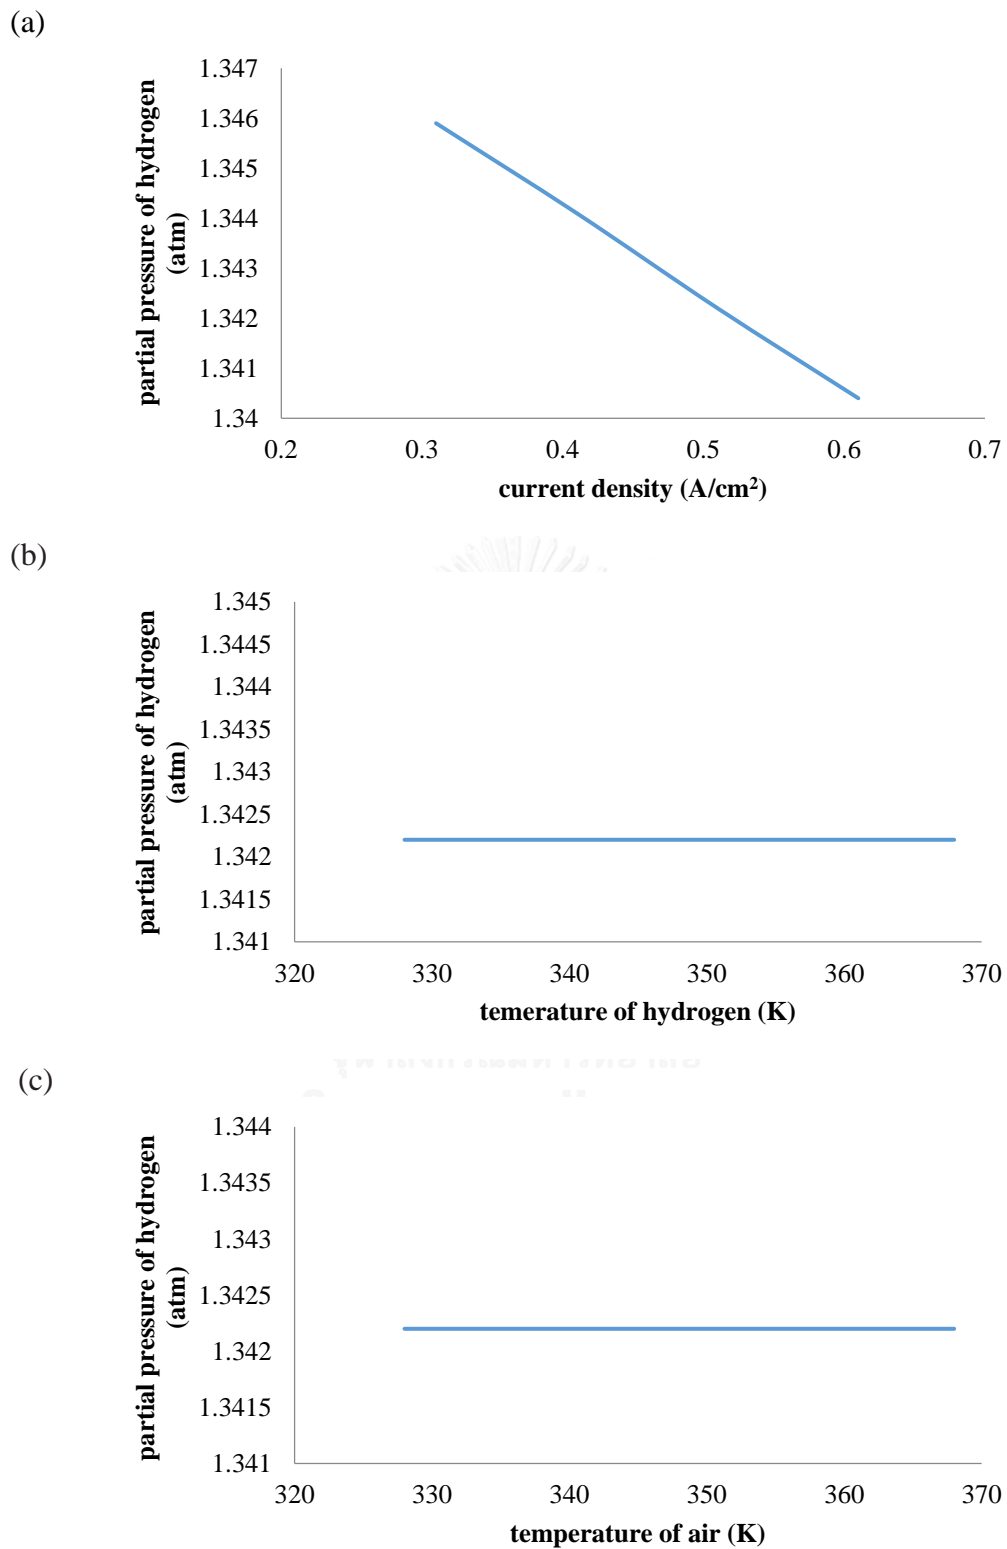 (a)
partial pressure of hydrogen
(atm)
1.347
1.346
1.345
1.344
1.343
1.342
1.341
1.34
0.2 0.3 0.4 0.5 0.6 0.7
current density (A/cm²)
(b)
partial pressure of hydrogen
(atm)
1.345
1.3445
1.344
1.3435
1.343
1.3425
1.342
1.3415
1.341
320 330 340 350 360 370
temerature of hydrogen (K)
(c)
partial pressure of hydrogen
(atm)
1.344
1.3435
1.343
1.3425
1.342
1.3415
1.341
320 330 340 350 360 370
temperature of air (K)